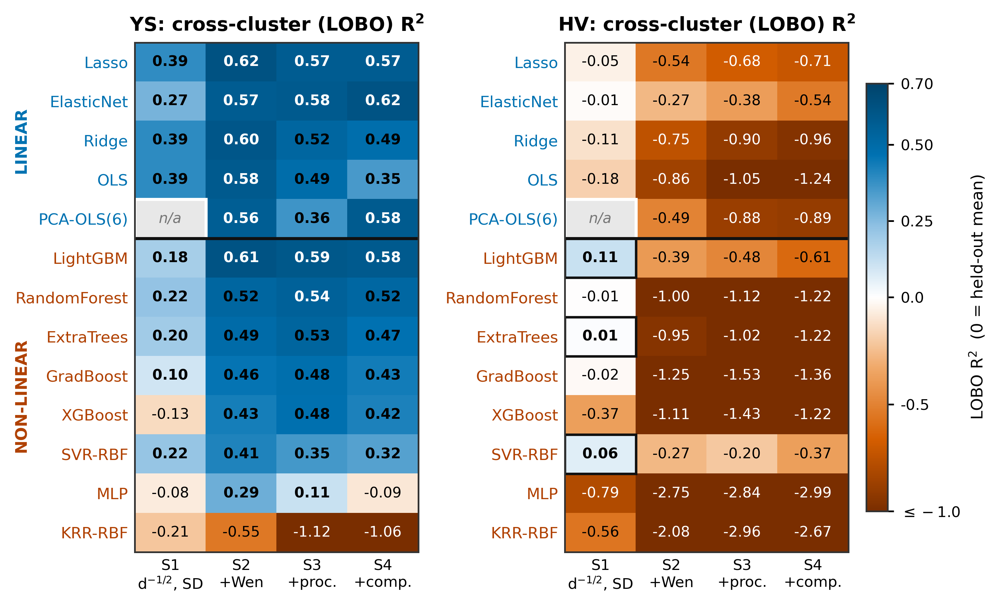 YS: cross-cluster (LOBO) R²
HV: cross-cluster (LOBO) R²
LINEAR
NON-LINEAR
Lasso 0.39 0.62 0.57 0.57
ElasticNet 0.27 0.57 0.58 0.62
Ridge 0.39 0.60 0.52 0.49
OLS 0.39 0.58 0.49 0.35
PCA-OLS(6) n/a 0.56 0.36 0.58
LightGBM 0.18 0.61 0.59 0.58
RandomForest 0.22 0.52 0.54 0.52
ExtraTrees 0.20 0.49 0.53 0.47
GradBoost 0.10 0.46 0.48 0.43
XGBoost -0.13 0.43 0.48 0.42
SVR-RBF 0.22 0.41 0.35 0.32
MLP -0.08 0.29 0.11 -0.09
KRR-RBF -0.21 -0.55 -1.12 -1.06
S1 S2 S3 S4
d⁻¹/², SD +Wen +proc. +comp.
Lasso -0.05 -0.54 -0.68 -0.71
ElasticNet -0.01 -0.27 -0.38 -0.54
Ridge -0.11 -0.75 -0.90 -0.96
OLS -0.18 -0.86 -1.05 -1.24
PCA-OLS(6) n/a -0.49 -0.88 -0.89
LightGBM 0.11 -0.39 -0.48 -0.61
RandomForest -0.01 -1.00 -1.12 -1.22
ExtraTrees 0.01 -0.95 -1.02 -1.22
GradBoost -0.02 -1.25 -1.53 -1.36
XGBoost -0.37 -1.11 -1.43 -1.22
SVR-RBF 0.06 -0.27 -0.20 -0.37
MLP -0.79 -2.75 -2.84 -2.99
KRR-RBF -0.56 -2.08 -2.96 -2.67
S1 S2 S3 S4
d⁻¹/², SD +Wen +proc. +comp.
0.70
0.50
0.25
0.0
-0.5
≤ −1.0
LOBO R² (0 = held-out mean)